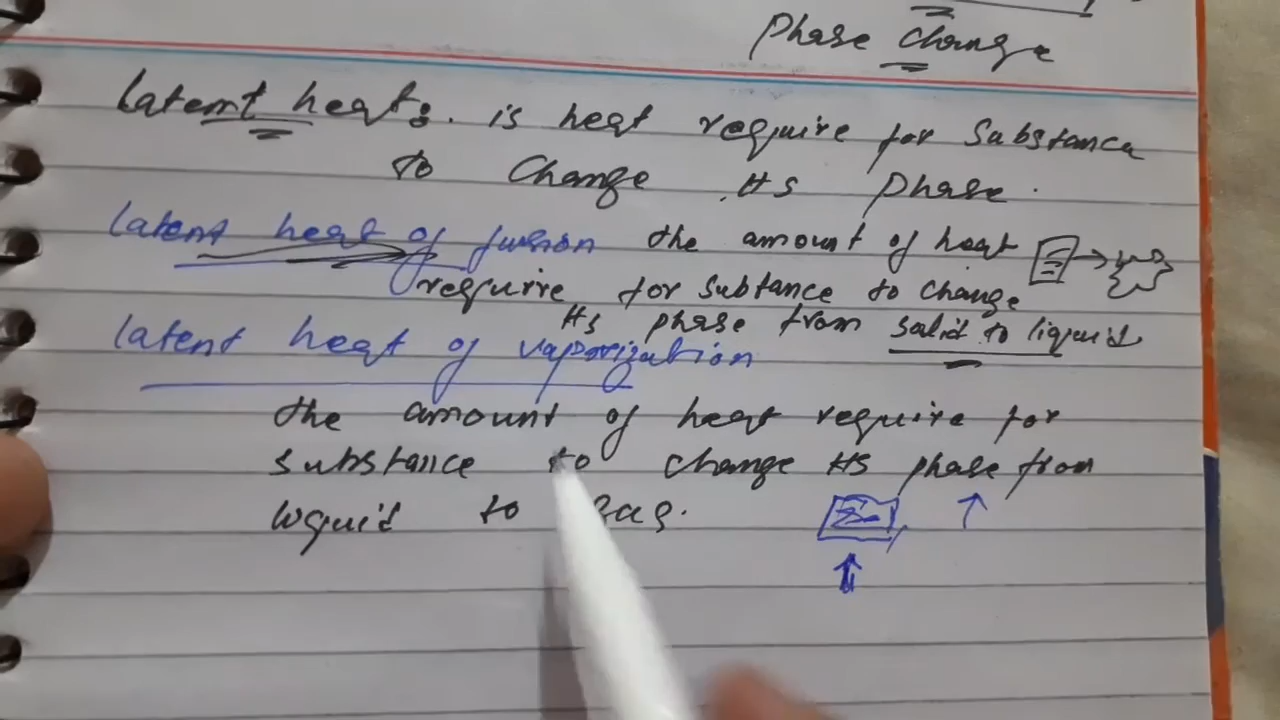 Phase change
latent heat:. is heat require for substance
to change its phase.
latent heat of fusion the amount of heat
require for subtance to change
its phase from solid to liquid
latent heat of vaporization
the amount of heat require for
substance to change its phase from
liquid to gas.